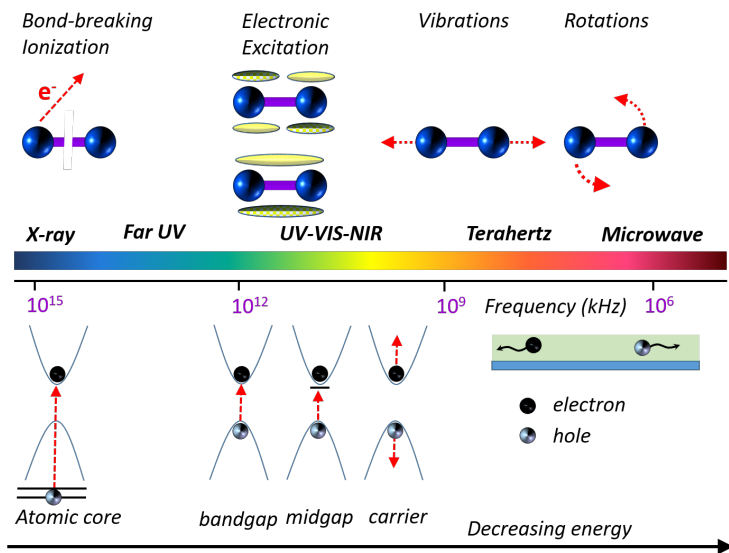 Bond-breaking
Ionization
Electronic
Excitation
Vibrations
Rotations
e-
X-ray
Far UV
UV-VIS-NIR
Terahertz
Microwave
10^15
10^12
10^9
Frequency (kHz)
10^6
electron
hole
Atomic core
bandgap
midgap
carrier
Decreasing energy